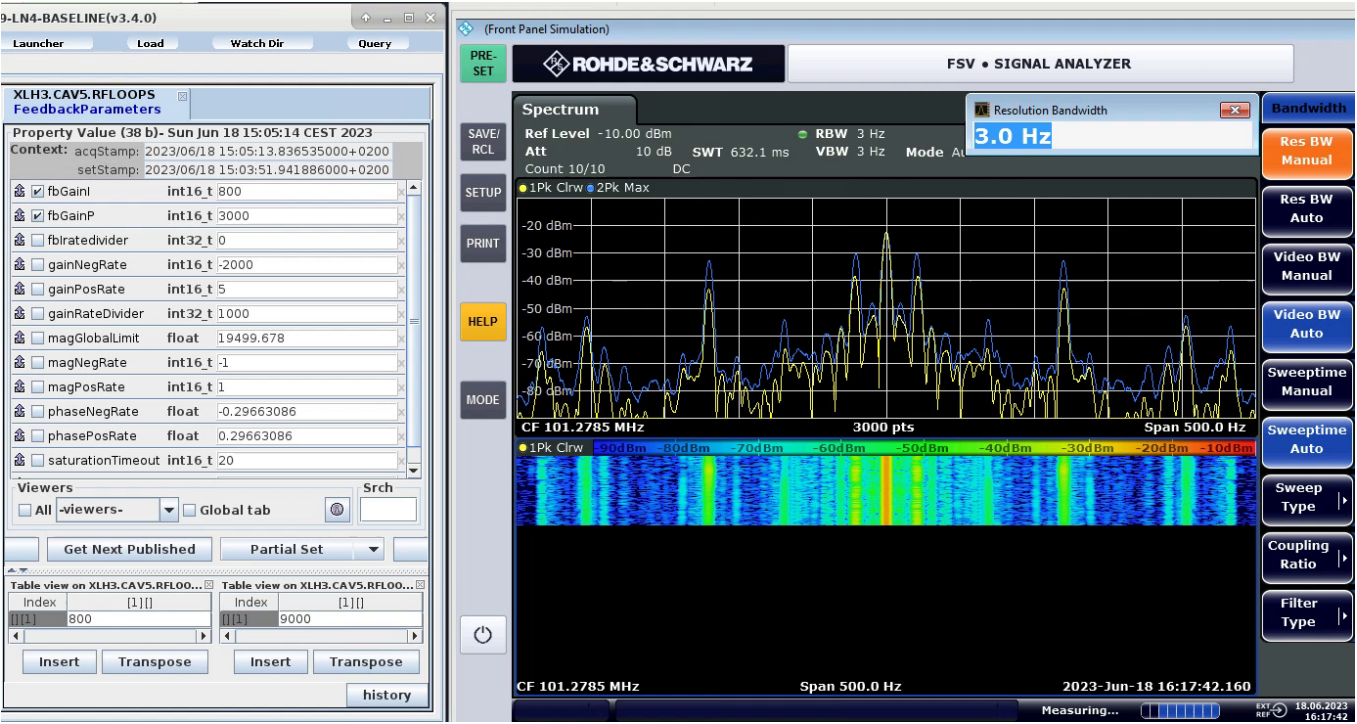 9-LN4-BASELINE(v3.4.0)
Launcher Load Watch Dir Query
XLH3.CAV5.RFLOOPS
FeedbackParameters
Property Value (38 b)- Sun Jun 18 15:05:14 CEST 2023
Context: acqStamp: 2023/06/18 15:05:13.836535000+0200
setStamp: 2023/06/18 15:03:51.941886000+0200
fbGainI int16_t 800
fbGainP int16_t 3000
fbIratedivider int32_t 0
gainNegRate int16_t -2000
gainPosRate int16_t 5
gainRateDivider int32_t 1000
magGlobalLimit float 19499.678
magNegRate int16_t -1
magPosRate int16_t 1
phaseNegRate float -0.29663086
phasePosRate float 0.29663086
saturationTimeout int16_t 20
Viewers Srch
All -viewers- Global tab
Get Next Published Partial Set
Table view on XLH3.CAV5.RFLOO... Table view on XLH3.CAV5.RFLOO...
Index [1][] Index [1][]
[][1] 800 [][1] 9000
Insert Transpose Insert Transpose
history
(Front Panel Simulation)
PRE-
SET
ROHDE&SCHWARZ
FSV • SIGNAL ANALYZER
SAVE/
RCL
SETUP
PRINT
HELP
MODE
Spectrum
Ref Level -10.00 dBm RBW 3 Hz
Att 10 dB SWT 632.1 ms VBW 3 Hz Mode Au
Count 10/10 DC
1Pk Clrw 2Pk Max
Resolution Bandwidth
3.0 Hz
-20 dBm
-30 dBm
-40 dBm
-50 dBm
-60 dBm
-70 dBm
-80 dBm
CF 101.2785 MHz 3000 pts Span 500.0 Hz
1Pk Clrw -90dBm -80dBm -70dBm -60dBm -50dBm -40dBm -30dBm -20dBm -10dBm
CF 101.2785 MHz Span 500.0 Hz 2023-Jun-18 16:17:42.160
Measuring...
EXT
REF
18.06.2023
16:17:42
Bandwidth
Res BW
Manual
Res BW
Auto
Video BW
Manual
Video BW
Auto
Sweeptime
Manual
Sweeptime
Auto
Sweep
Type
Coupling
Ratio
Filter
Type